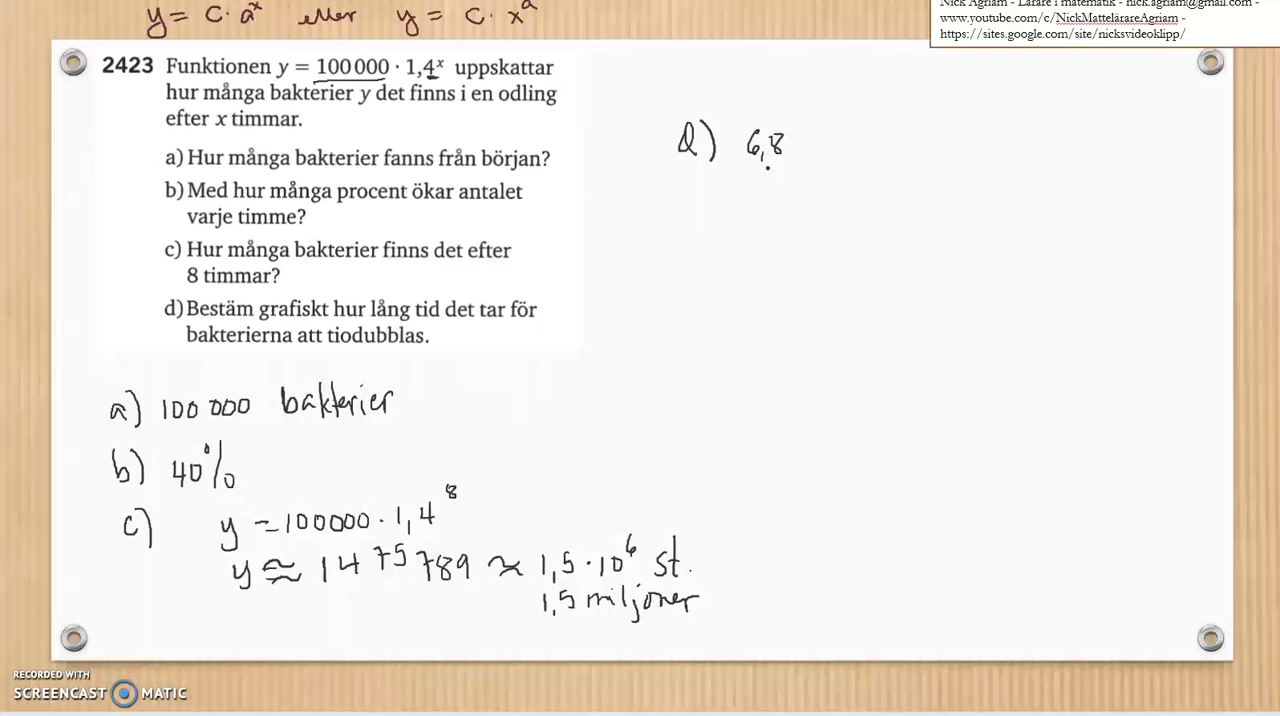 y = C · a^x eller y = C · x^a
Nick Agriam - Lärare i matematik - nick.agriam@gmail.com -
www.youtube.com/c/NickMattelärareAgriam -
https://sites.google.com/site/nicksvideoklipp/
2423 Funktionen y = 100 000 · 1,4^x uppskattar
hur många bakterier y det finns i en odling
efter x timmar.
a) Hur många bakterier fanns från början?
b) Med hur många procent ökar antalet
varje timme?
c) Hur många bakterier finns det efter
8 timmar?
d) Bestäm grafiskt hur lång tid det tar för
bakterierna att tiodubblas.
a) 100 000 bakterier
b) 40%
c) y = 100000 · 1,4^8
y ≈ 1475789 ≈ 1,5 · 10^6 st.
1,5 miljoner
d) 6,8
RECORDED WITH
SCREENCAST MATIC